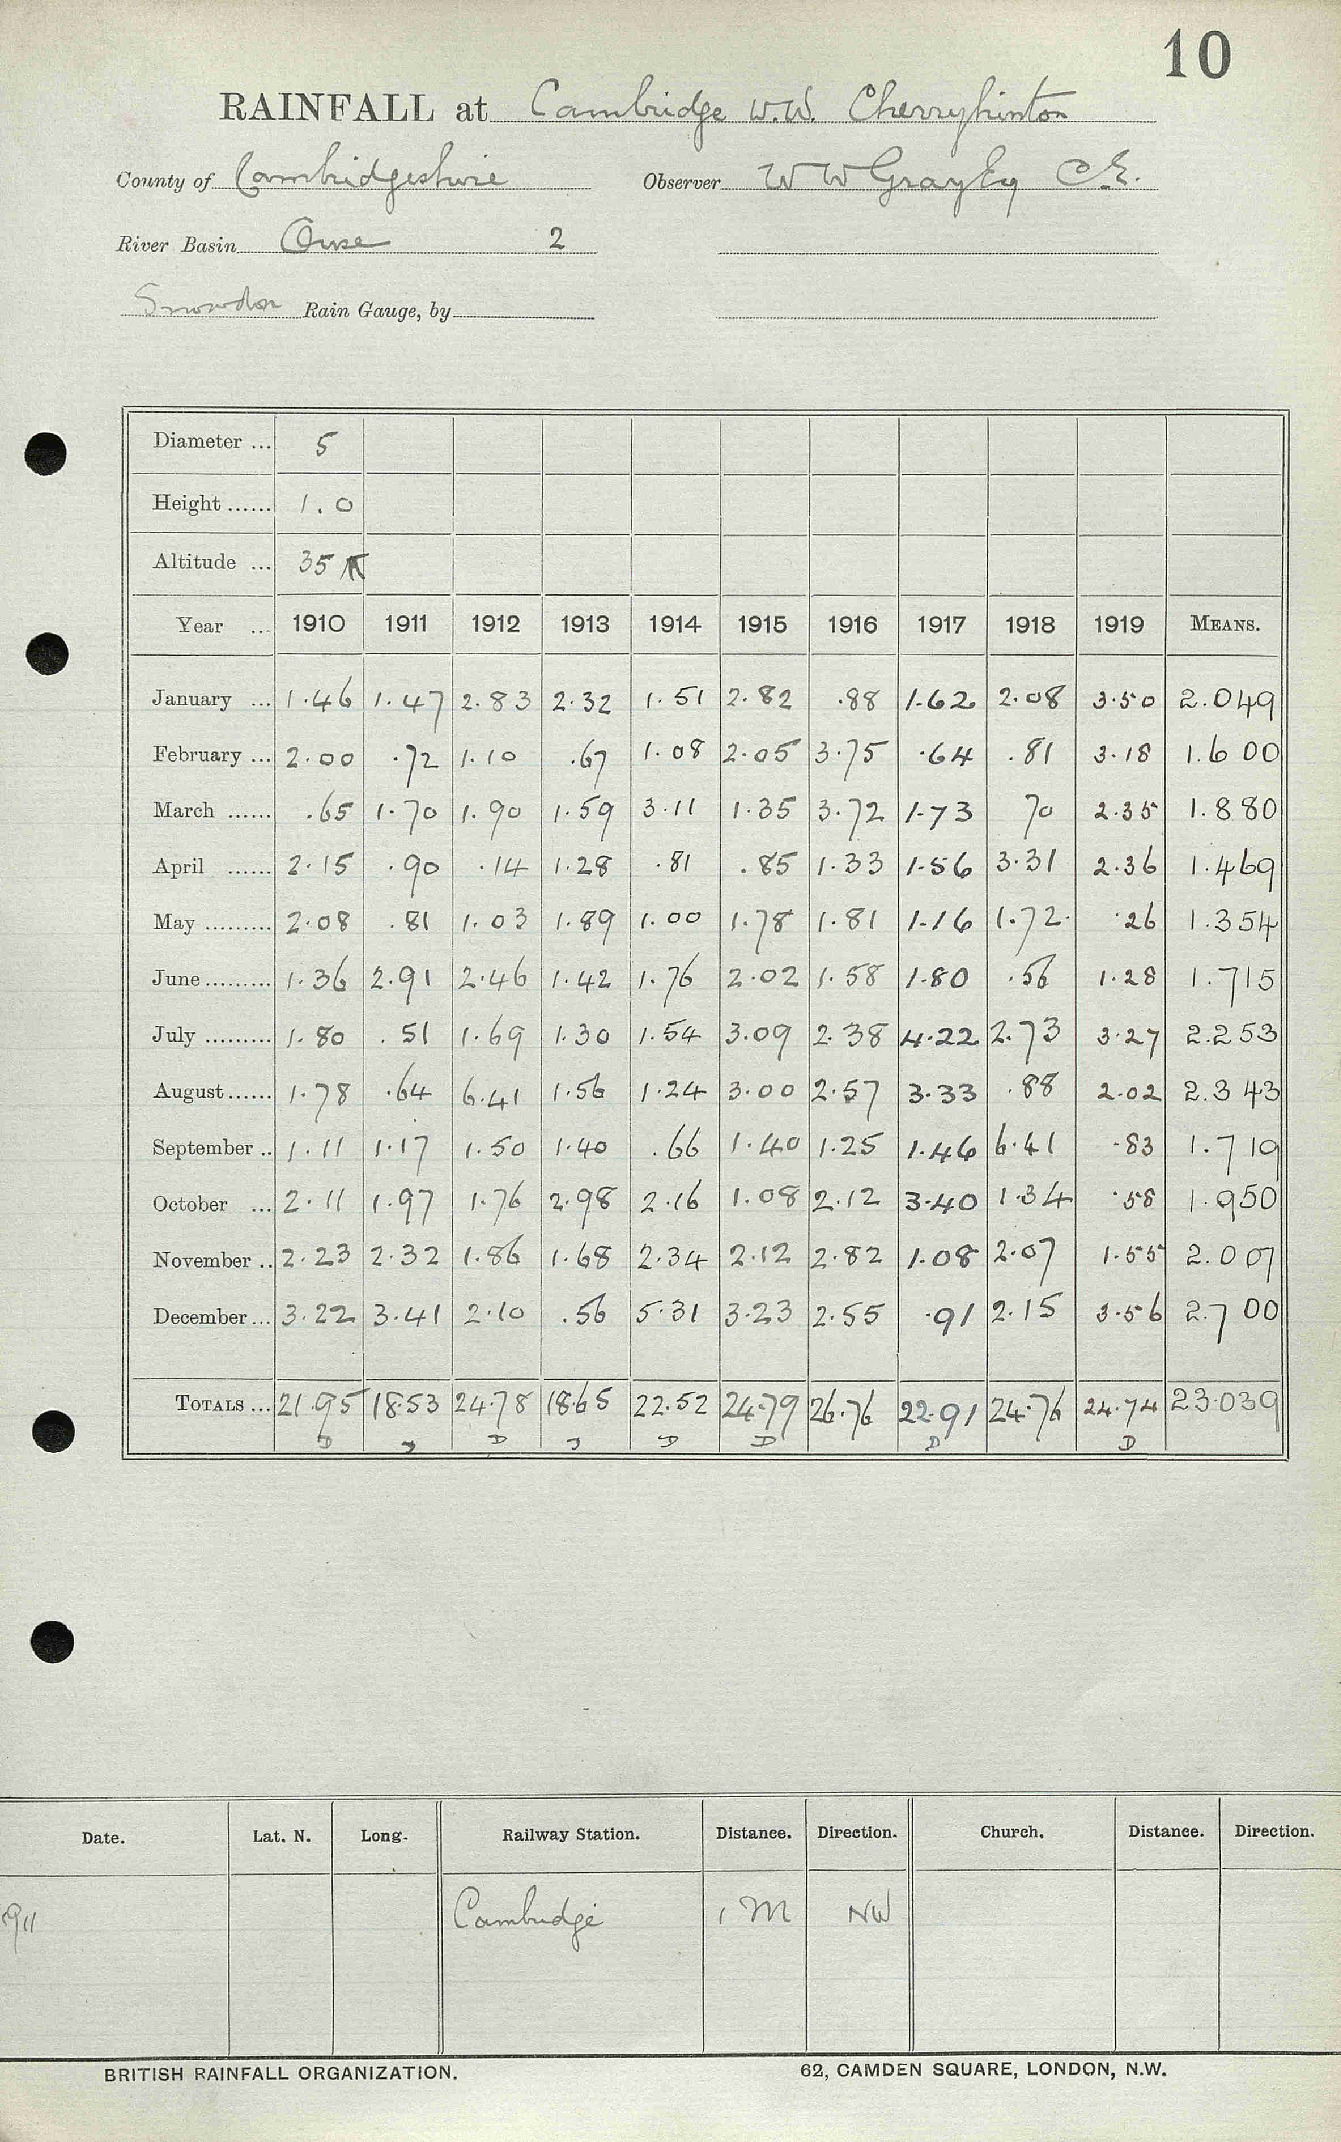 10
RAINFALL at Cambridge W.W. Cherryhinton
County of Cambridgeshire Observer W W Gray Esq C.E.
River Basin Ouse 2
Snowdon Rain Gauge, by
Diameter ... 5
Height ...... 1.0
Altitude ... 35
Year ... 1910 1911 1912 1913 1914 1915 1916 1917 1918 1919 MEANS.
January ... 1.46 1.47 2.83 2.32 1.51 2.82 .88 1.62 2.08 3.50 2.049
February ... 2.00 .72 1.10 .67 1.08 2.05 3.75 .64 .81 3.18 1.600
March ...... .65 1.70 1.90 1.59 3.11 1.35 3.72 1.73 70 2.35 1.880
April ...... 2.15 .90 .14 1.28 .81 .85 1.33 1.56 3.31 2.36 1.469
May ......... 2.08 .81 1.03 1.89 1.00 1.78 1.81 1.16 1.72. .26 1.354
June ......... 1.36 2.91 2.46 1.42 1.76 2.02 1.58 1.80 .56 1.28 1.715
July ......... 1.80 .51 1.69 1.30 1.54 3.09 2.38 4.22 2.73 3.27 2.253
August ...... 1.78 .64 6.41 1.56 1.24 3.00 2.57 3.33 .88 2.02 2.343
September .. 1.11 1.17 1.50 1.40 .66 1.40 1.25 1.46 6.41 .83 1.719
October ... 2.11 1.97 1.76 2.98 2.16 1.08 2.12 3.40 1.34 .58 1.950
November .. 2.23 2.32 1.86 1.68 2.34 2.12 2.82 1.08 2.07 1.55 2.007
December ... 3.22 3.41 2.10 .56 5.31 3.23 2.55 .91 2.15 3.56 2.700
TOTALS ... 21.95 18.53 24.78 18.65 22.52 24.79 26.76 22.91 24.76 24.74 23.039
D J D J D D D D
Date. Lat. N. Long. Railway Station. Distance. Direction. Church. Distance. Direction.
1911 Cambridge 1 M NW
BRITISH RAINFALL ORGANIZATION. 62, CAMDEN SQUARE, LONDON, N.W.